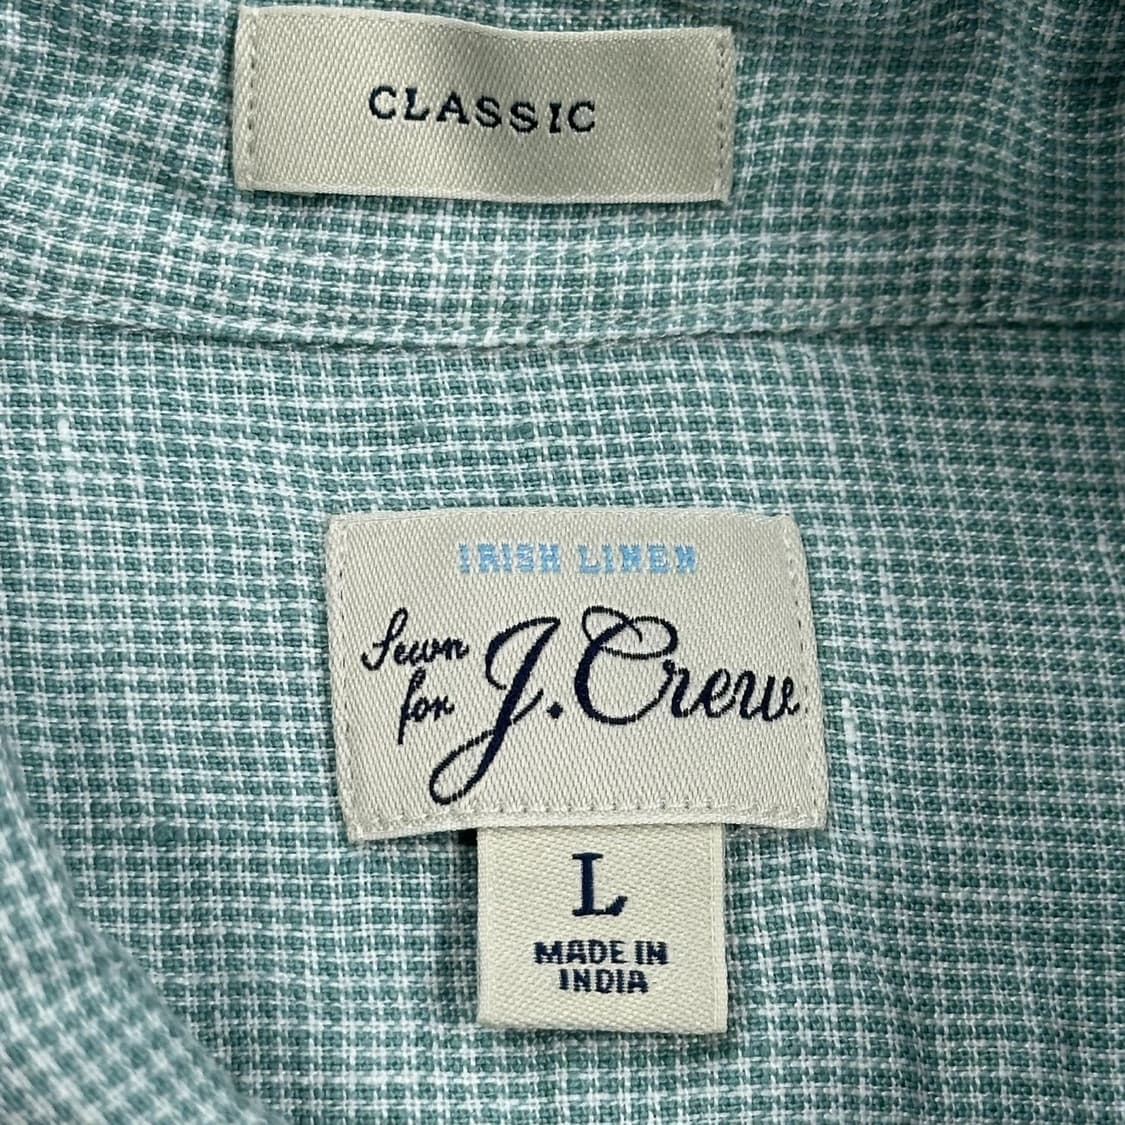 CLASSIC
IRISH LINEN
Sewn
for J.Crew
L
MADE IN
INDIA